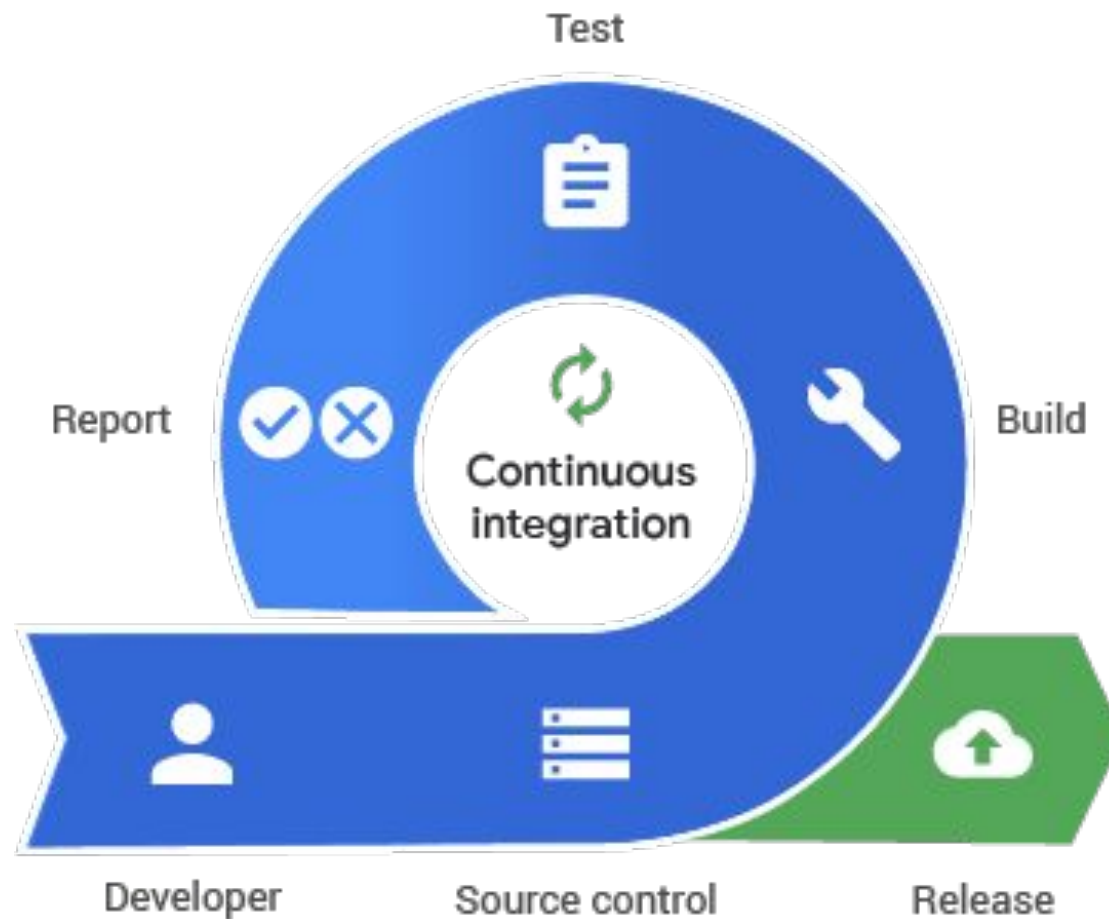 Test
Report
Build
Continuous
integration
Developer
Source control
Release